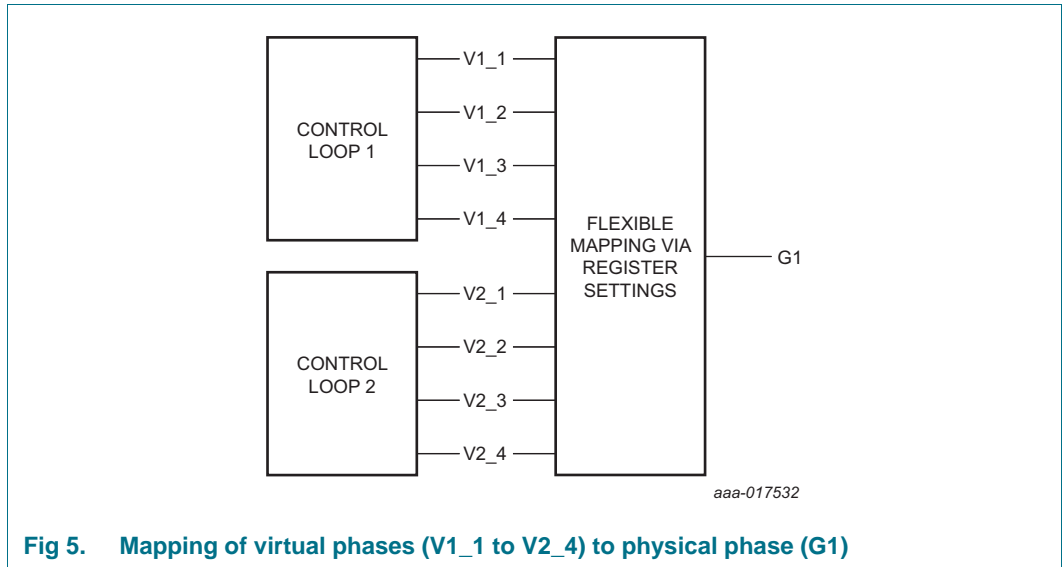 CONTROL
LOOP 1
V1_1
V1_2
V1_3
V1_4
CONTROL
LOOP 2
V2_1
V2_2
V2_3
V2_4
FLEXIBLE
MAPPING VIA
REGISTER
SETTINGS
G1
aaa-017532
Fig 5. Mapping of virtual phases (V1_1 to V2_4) to physical phase (G1)